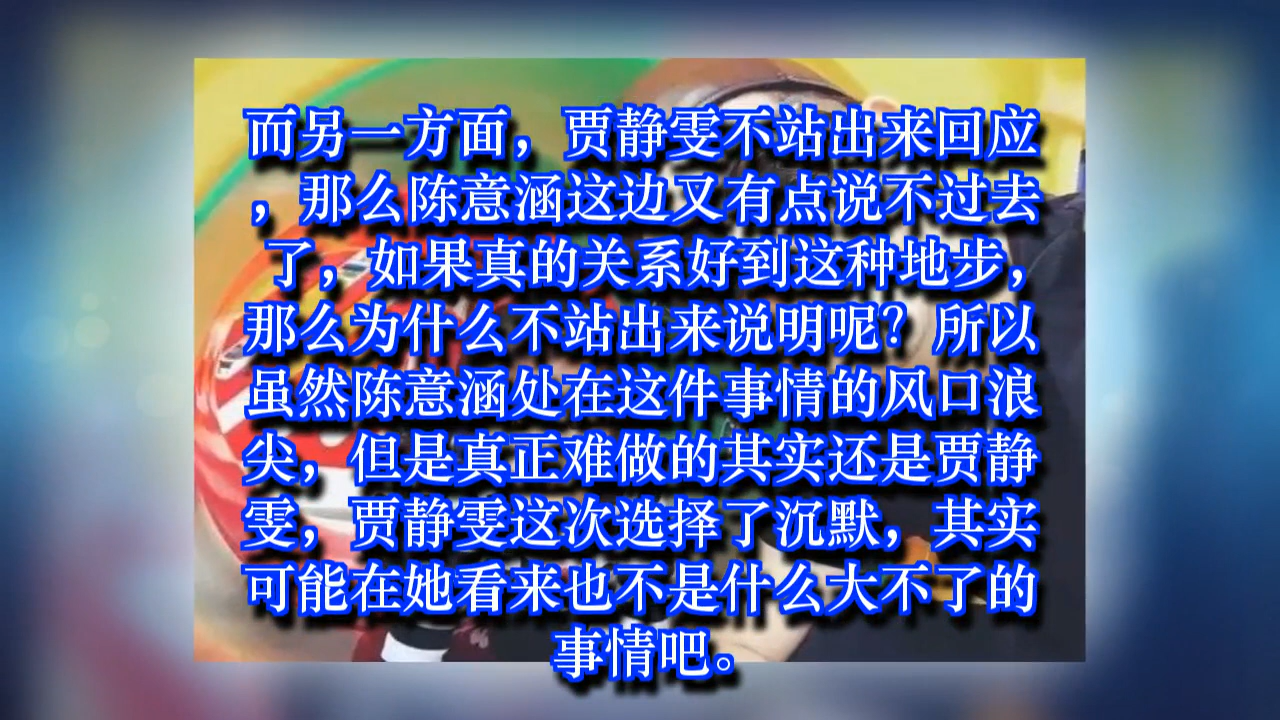 而另一方面，贾静雯不站出来回应
，那么陈意涵这边又有点说不过去
了，如果真的关系好到这种地步，
那么为什么不站出来说明呢？所以
虽然陈意涵处在这件事情的风口浪
尖，但是真正难做的其实还是贾静
雯，贾静雯这次选择了沉默，其实
可能在她看来也不是什么大不了的
事情吧。